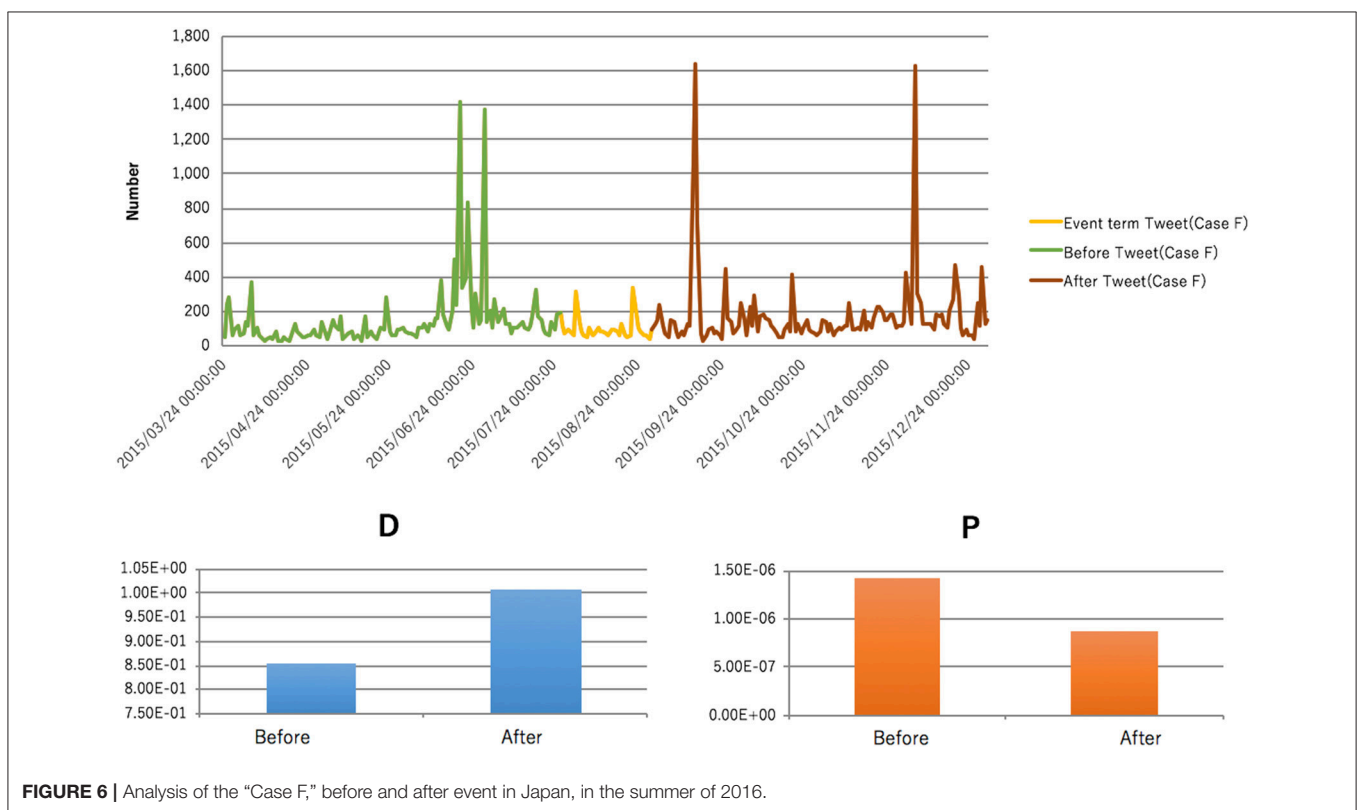 1,800
1,600
1,400
1,200
1,000
800
600
400
200
0
Number
2015/03/24 00:00:00
2015/04/24 00:00:00
2015/05/24 00:00:00
2015/06/24 00:00:00
2015/07/24 00:00:00
2015/08/24 00:00:00
2015/09/24 00:00:00
2015/10/24 00:00:00
2015/11/24 00:00:00
2015/12/24 00:00:00
Event term Tweet(Case F)
Before Tweet(Case F)
After Tweet(Case F)
D
1.05E+00
1.00E+00
9.50E-01
9.00E-01
8.50E-01
8.00E-01
7.50E-01
Before
After
P
1.50E-06
1.00E-06
5.00E-07
0.00E+00
Before
After
FIGURE 6 | Analysis of the “Case F,” before and after event in Japan, in the summer of 2016.